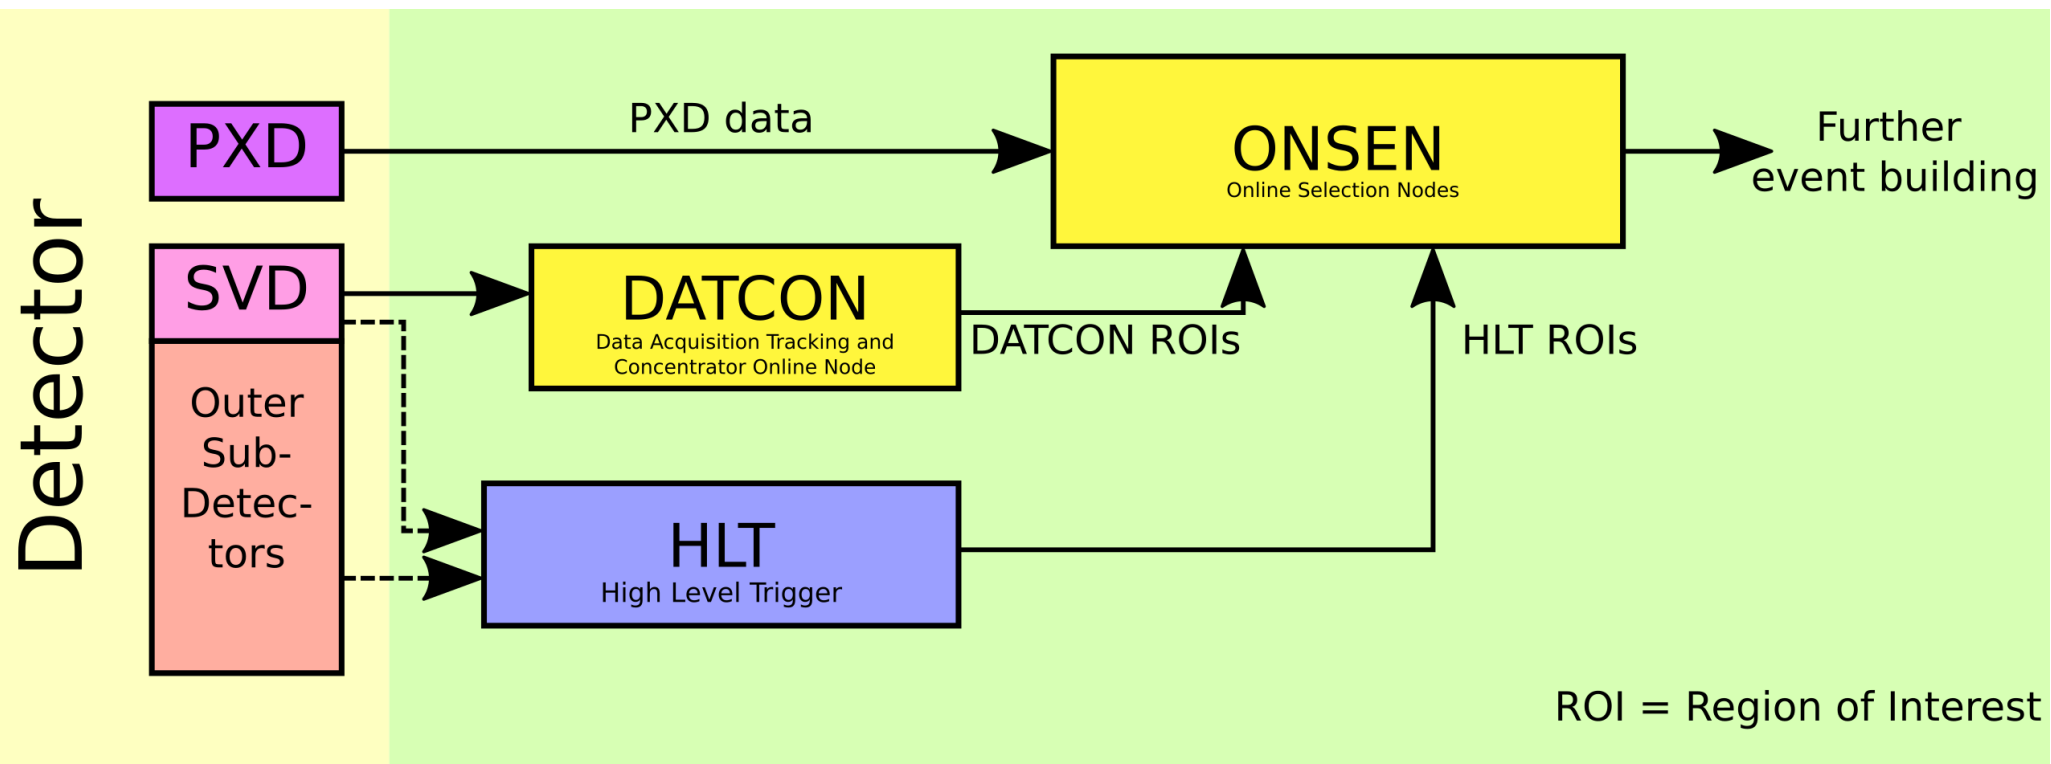 Detector
PXD
SVD
Outer
Sub-
Detec-
tors
PXD data
DATCON
Data Acquisition Tracking and
Concentrator Online Node
HLT
High Level Trigger
DATCON ROIs
HLT ROIs
ONSEN
Online Selection Nodes
Further
event building
ROI = Region of Interest